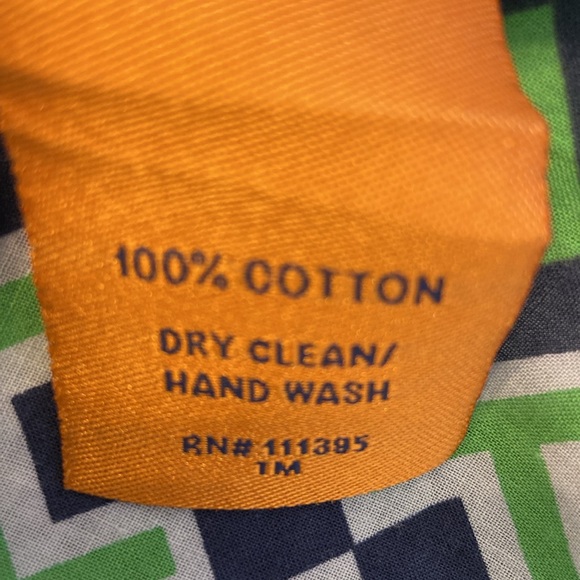 100% COTTON
DRY CLEAN/
HAND WASH
RN# 111395
TM